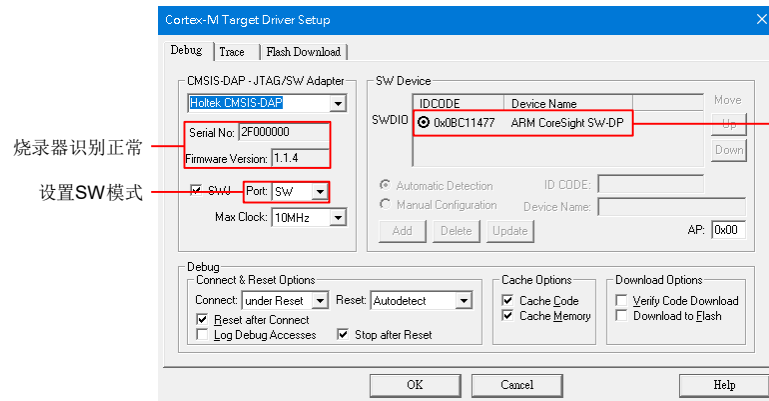 Cortex-M Target Driver Setup
Debug
Trace
Flash Download
CMSIS-DAP - JTAG/SW Adapter
Holtek CMSIS-DAP
Serial No: 2F000000
Firmware Version: 1.1.4
SWJ Port: SW
Max Clock: 10MHz
烧录器识别正常
设置SW模式
SW Device
IDCODE Device Name
SWDIO 0x0BC11477 ARM CoreSight SW-DP
Move
Up
Down
Automatic Detection ID CODE:
Manual Configuration Device Name:
Add Delete Update AP: 0x00
Debug
Connect & Reset Options
Connect: under Reset Reset: Autodetect
Reset after Connect
Log Debug Accesses Stop after Reset
Cache Options
Cache Code
Cache Memory
Download Options
Verify Code Download
Download to Flash
OK Cancel Help